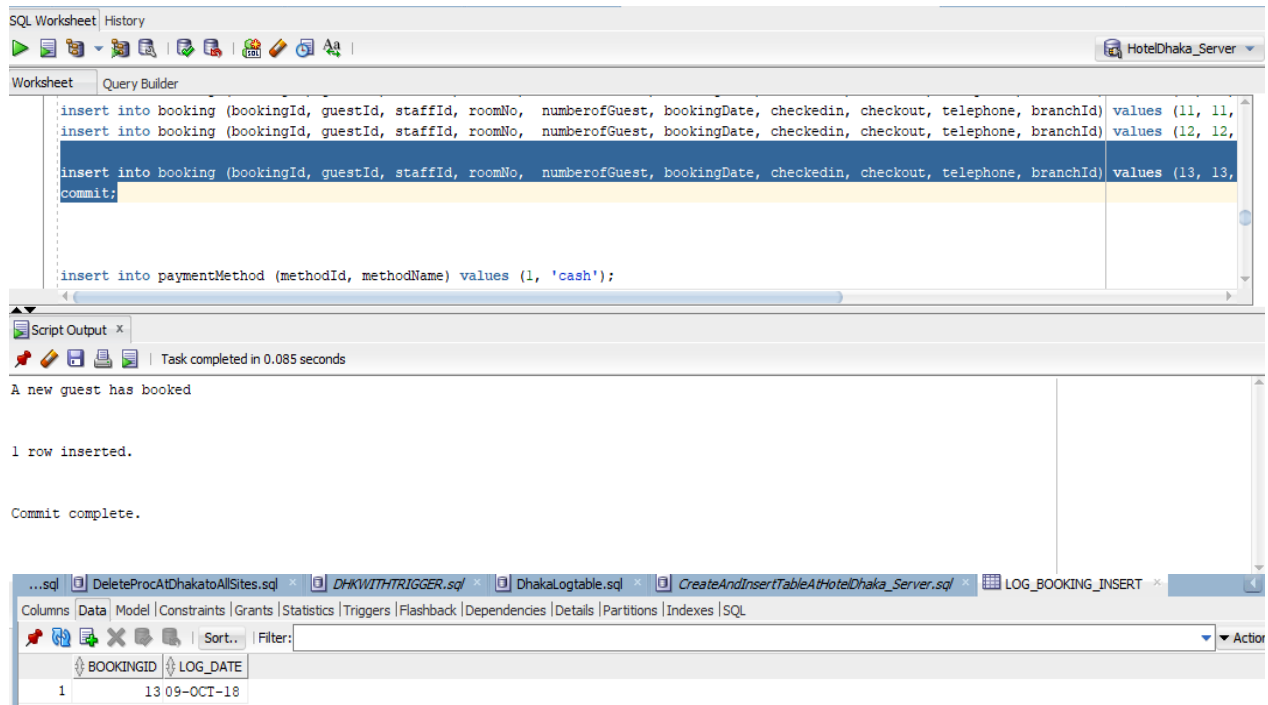 SQL Worksheet History
HotelDhaka_Server
Worksheet Query Builder
insert into booking (bookingId, guestId, staffId, roomNo,  numberofGuest, bookingDate, checkedin, checkout, telephone, branchId) values (11, 11,
insert into booking (bookingId, guestId, staffId, roomNo,  numberofGuest, bookingDate, checkedin, checkout, telephone, branchId) values (12, 12,
insert into booking (bookingId, guestId, staffId, roomNo,  numberofGuest, bookingDate, checkedin, checkout, telephone, branchId) values (13, 13,
commit;
insert into paymentMethod (methodId, methodName) values (1, 'cash');
Script Output x
Task completed in 0.085 seconds
A new guest has booked
1 row inserted.
Commit complete.
...sql DeleteProcAtDhakatoAllSites.sql DHKWITHTRIGGER.sql DhakaLogtable.sql CreateAndInsertTableAtHotelDhaka_Server.sql LOG_BOOKING_INSERT
Columns Data Model |Constraints |Grants |Statistics |Triggers |Flashback |Dependencies |Details |Partitions |Indexes |SQL
Sort.. Filter: Action
BOOKINGID LOG_DATE
1 13 09-OCT-18